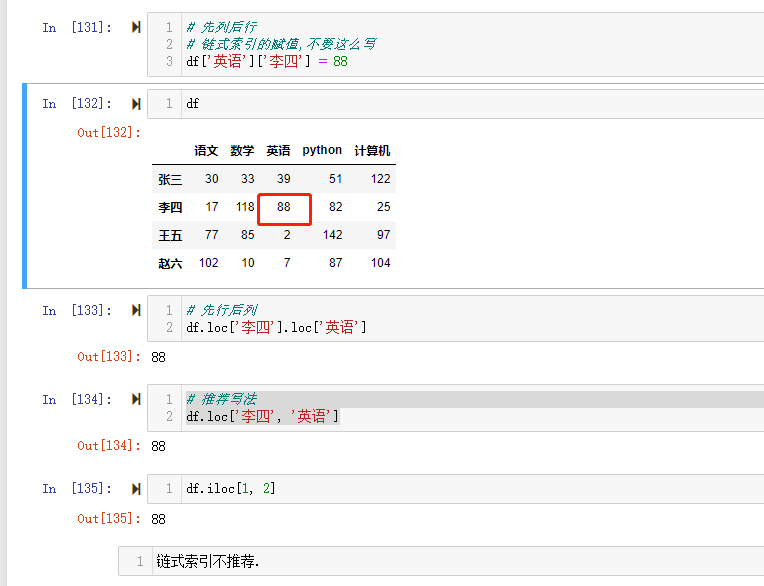 In [131]:
1 # 先列后行
2 # 链式索引的赋值,不要这么写
3 df['英语']['李四'] = 88
In [132]:
1 df
Out[132]:
语文 数学 英语 python 计算机
张三 30 33 39 51 122
李四 17 118 88 82 25
王五 77 85 2 142 97
赵六 102 10 7 87 104
In [133]:
1 # 先行后列
2 df.loc['李四'].loc['英语']
Out[133]: 88
In [134]:
1 # 推荐写法
2 df.loc['李四', '英语']
Out[134]: 88
In [135]:
1 df.iloc[1, 2]
Out[135]: 88
1 链式索引不推荐.